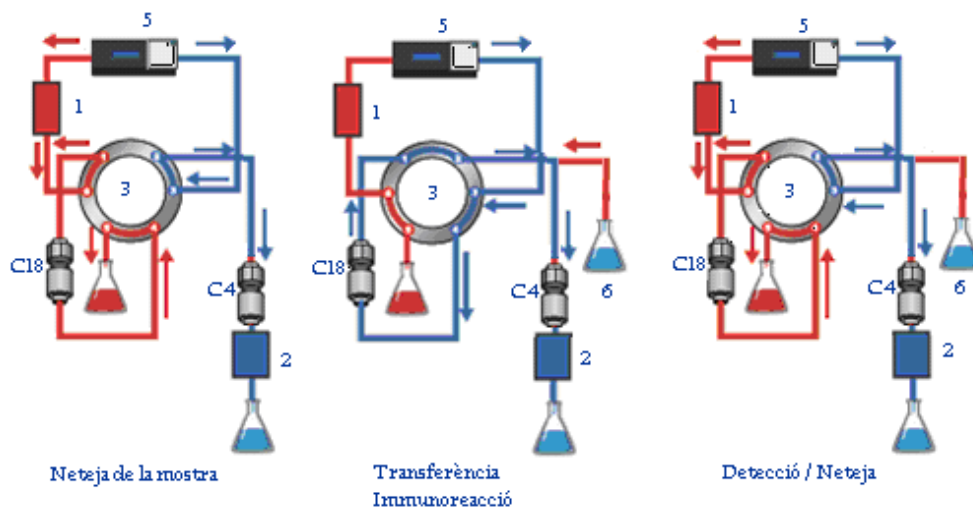 5
1
3
C18
C4
2
Neteja de la mostra
5
1
3
C18
C4
6
2
Transferència
Immunoreacció
5
1
3
C18
C4
6
2
Detecció / Neteja